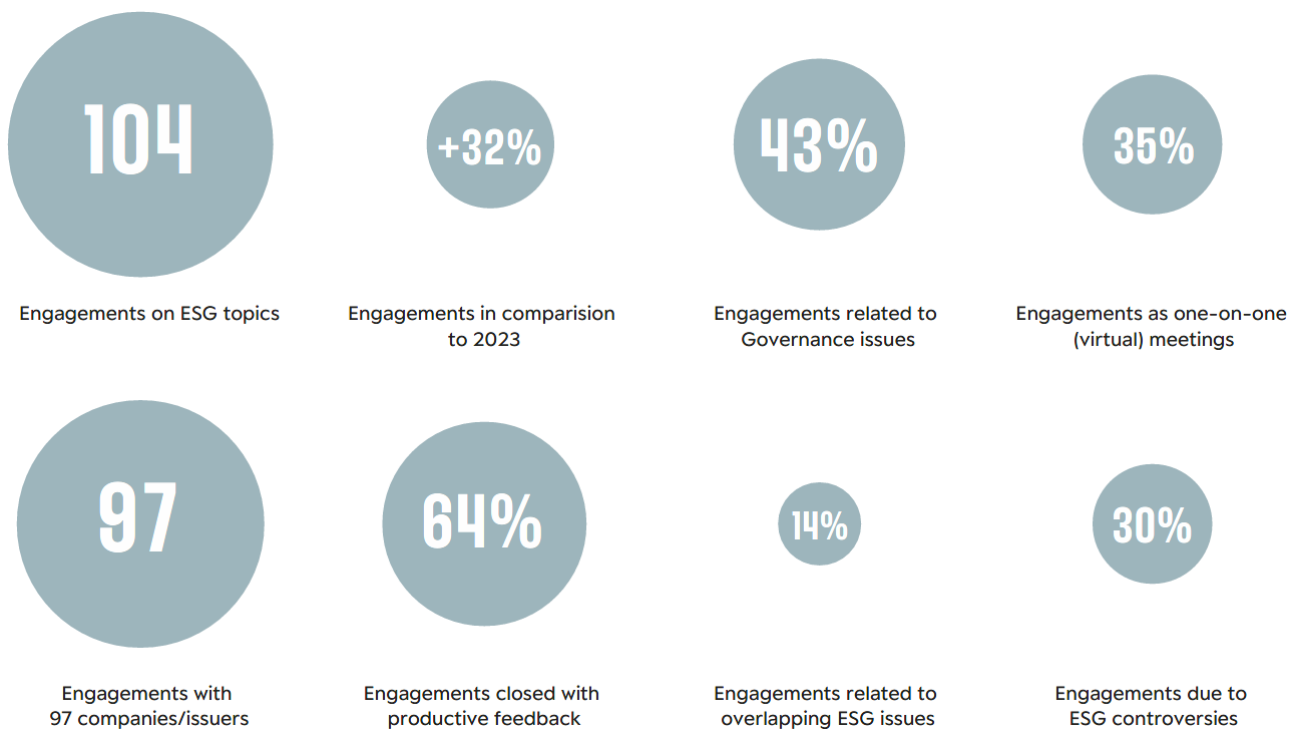 104
Engagements on ESG topics
+32%
Engagements in comparision
to 2023
43%
Engagements related to
Governance issues
35%
Engagements as one-on-one
(virtual) meetings
97
Engagements with
97 companies/issuers
64%
Engagements closed with
productive feedback
14%
Engagements related to
overlapping ESG issues
30%
Engagements due to
ESG controversies